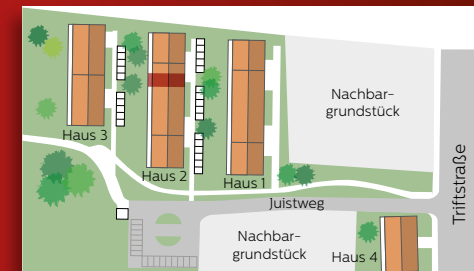 Nachbar-
grundstück
Haus 3
Haus 2
Haus 1
Juistweg
Triftstraße
Nachbar-
grundstück
Haus 4